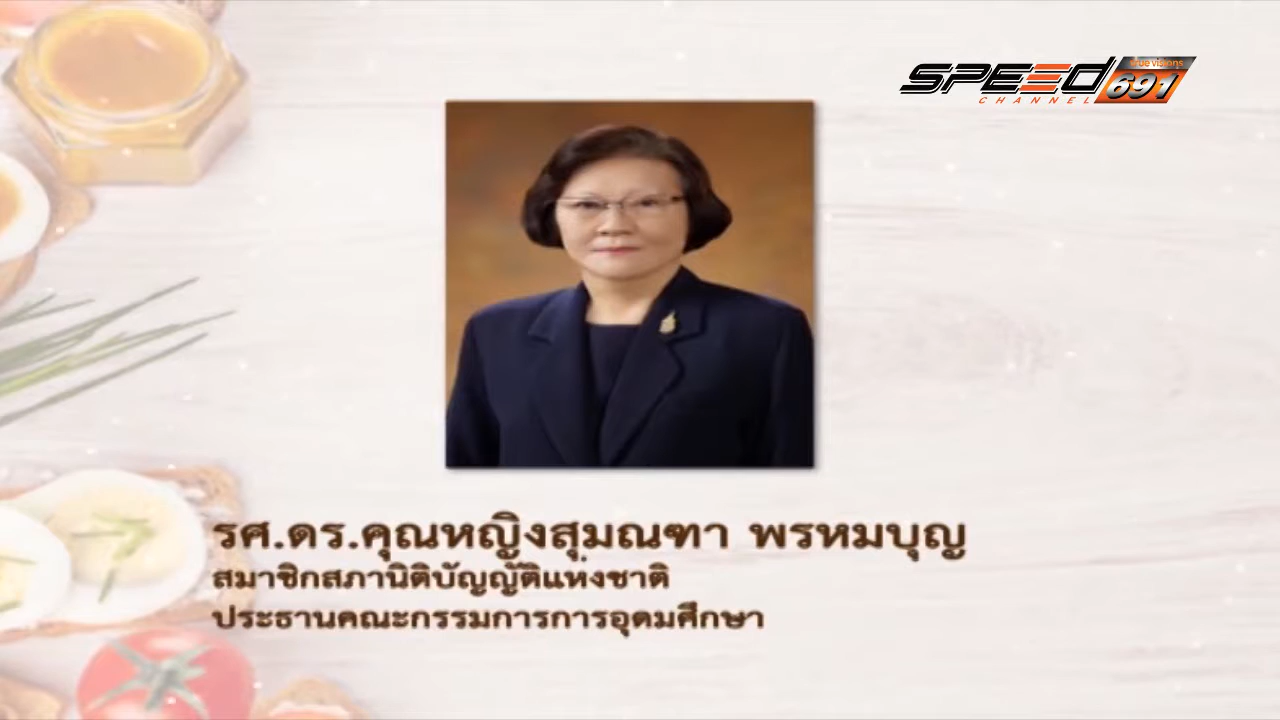 SPEED
CHANNEL
true visions
691
รศ.ดร.คุณหญิงสุมณฑา พรหมบุญ
สมาชิกสภานิติบัญญัติแห่งชาติ
ประธานคณะกรรมการการอุดมศึกษา